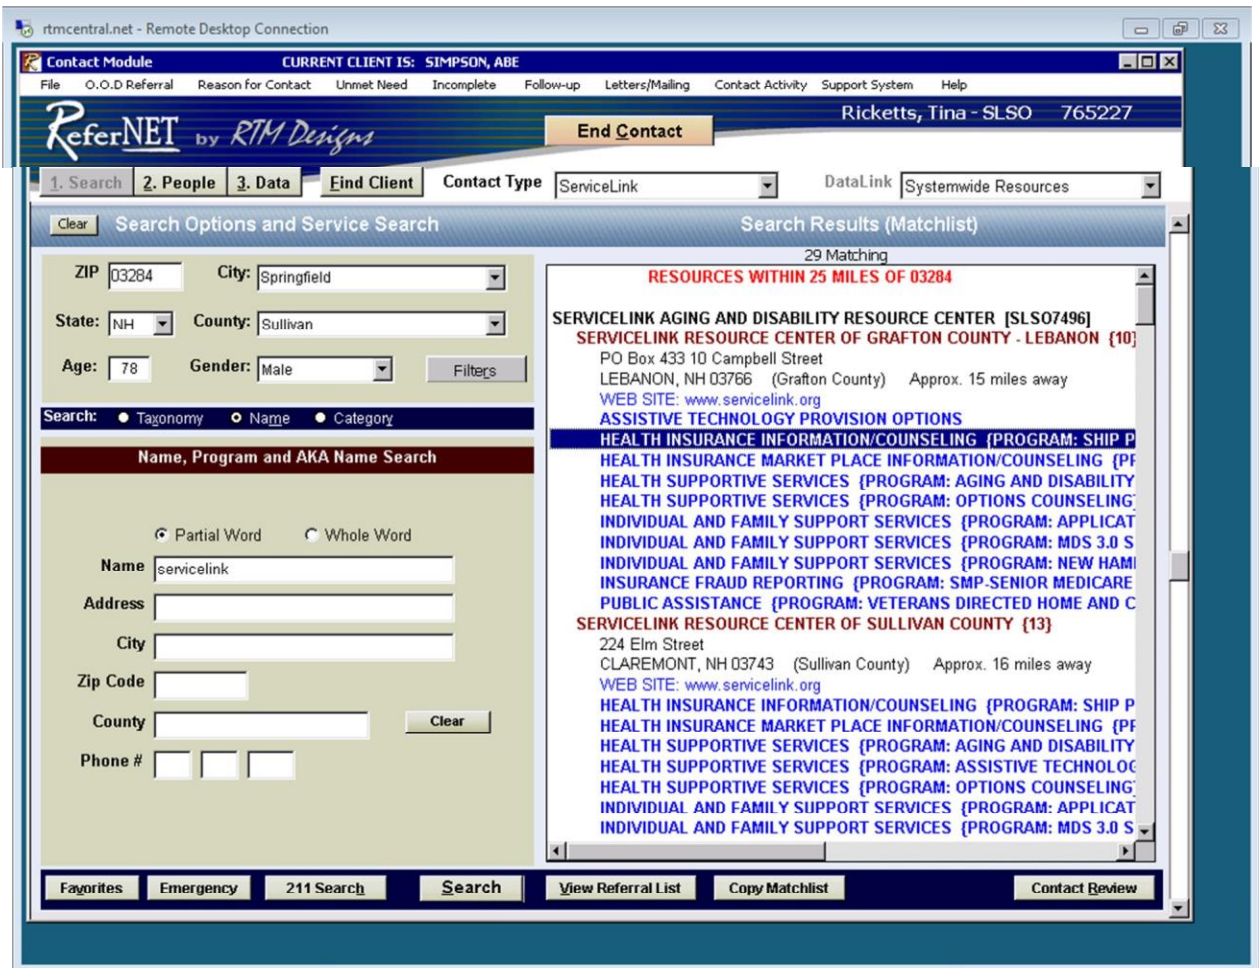 rtmcentral.net - Remote Desktop Connection
Contact Module CURRENT CLIENT IS: SIMPSON, ABE
File O.O.D Referral Reason for Contact Unmet Need Incomplete Follow-up Letters/Mailing Contact Activity Support System Help
ReferNET by RTM Designs
End Contact
Ricketts, Tina - SLSO 765227
1. Search 2. People 3. Data Find Client Contact Type ServiceLink DataLink Systemwide Resources
Clear Search Options and Service Search
Search Results (Matchlist)
ZIP 03284 City: Springfield
State: NH County: Sullivan
Age: 78 Gender: Male Filters
Search: Taxonomy Name Category
Name, Program and AKA Name Search
Partial Word Whole Word
Name servicelink
Address
City
Zip Code
County Clear
Phone #
29 Matching
RESOURCES WITHIN 25 MILES OF 03284
SERVICELINK AGING AND DISABILITY RESOURCE CENTER [SLSO7496]
SERVICELINK RESOURCE CENTER OF GRAFTON COUNTY - LEBANON {10}
PO Box 433 10 Campbell Street
LEBANON, NH 03766 (Grafton County) Approx. 15 miles away
WEB SITE: www.servicelink.org
ASSISTIVE TECHNOLOGY PROVISION OPTIONS
HEALTH INSURANCE INFORMATION/COUNSELING {PROGRAM: SHIP P
HEALTH INSURANCE MARKET PLACE INFORMATION/COUNSELING {PR
HEALTH SUPPORTIVE SERVICES {PROGRAM: AGING AND DISABILITY
HEALTH SUPPORTIVE SERVICES {PROGRAM: OPTIONS COUNSELING}
INDIVIDUAL AND FAMILY SUPPORT SERVICES {PROGRAM: APPLICAT
INDIVIDUAL AND FAMILY SUPPORT SERVICES {PROGRAM: MDS 3.0 S
INDIVIDUAL AND FAMILY SUPPORT SERVICES {PROGRAM: NEW HAM
INSURANCE FRAUD REPORTING {PROGRAM: SMP-SENIOR MEDICARE
PUBLIC ASSISTANCE {PROGRAM: VETERANS DIRECTED HOME AND C
SERVICELINK RESOURCE CENTER OF SULLIVAN COUNTY {13}
224 Elm Street
CLAREMONT, NH 03743 (Sullivan County) Approx. 16 miles away
WEB SITE: www.servicelink.org
HEALTH INSURANCE INFORMATION/COUNSELING {PROGRAM: SHIP P
HEALTH INSURANCE MARKET PLACE INFORMATION/COUNSELING {PR
HEALTH SUPPORTIVE SERVICES {PROGRAM: AGING AND DISABILITY
HEALTH SUPPORTIVE SERVICES {PROGRAM: ASSISTIVE TECHNOLOG
HEALTH SUPPORTIVE SERVICES {PROGRAM: OPTIONS COUNSELING}
INDIVIDUAL AND FAMILY SUPPORT SERVICES {PROGRAM: APPLICAT
INDIVIDUAL AND FAMILY SUPPORT SERVICES {PROGRAM: MDS 3.0 S
Favorites Emergency 211 Search Search View Referral List Copy Matchlist Contact Review